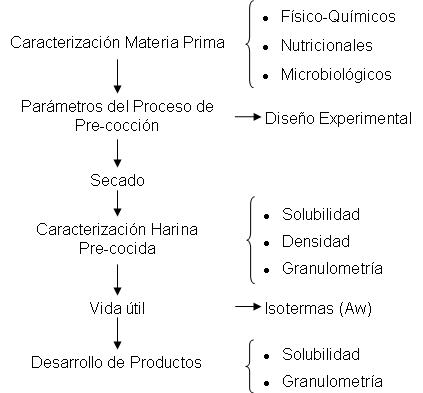 Caracterización Materia Prima
• Físico-Químicos
• Nutricionales
• Microbiológicos
Parámetros del Proceso de
Pre-cocción
Diseño Experimental
Secado
Caracterización Harina
Pre-cocida
• Solubilidad
• Densidad
• Granulometría
Vida útil
Isotermas (Aw)
Desarrollo de Productos
• Solubilidad
• Granulometría